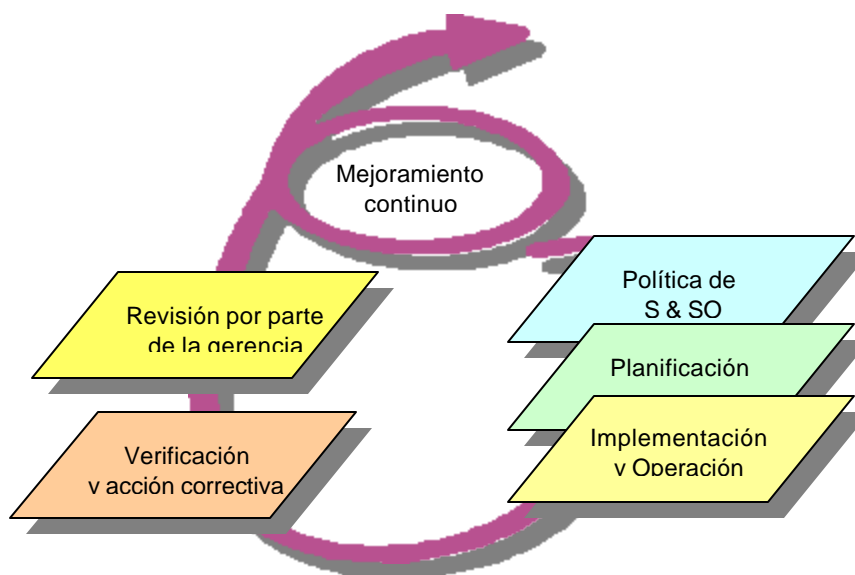 Mejoramiento
continuo
Política de
S & SO
Planificación
Implementación
y Operación
Verificación
y acción correctiva
Revisión por parte
de la gerencia